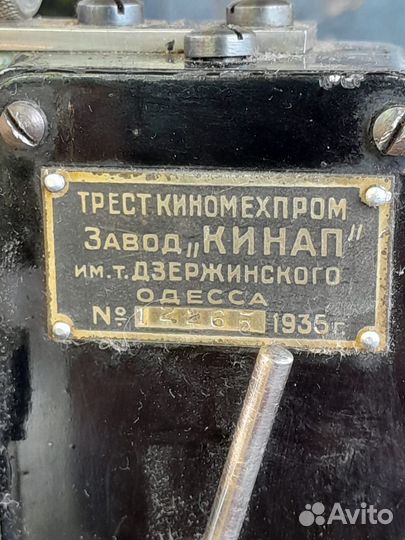 ТРЕСТ КИНОМЕХПРОМ
ЗАВОД „КИНАП"
ИМ. Т. ДЗЕРЖИНСКОГО
ОДЕССА
№ 1935 г.
Avito